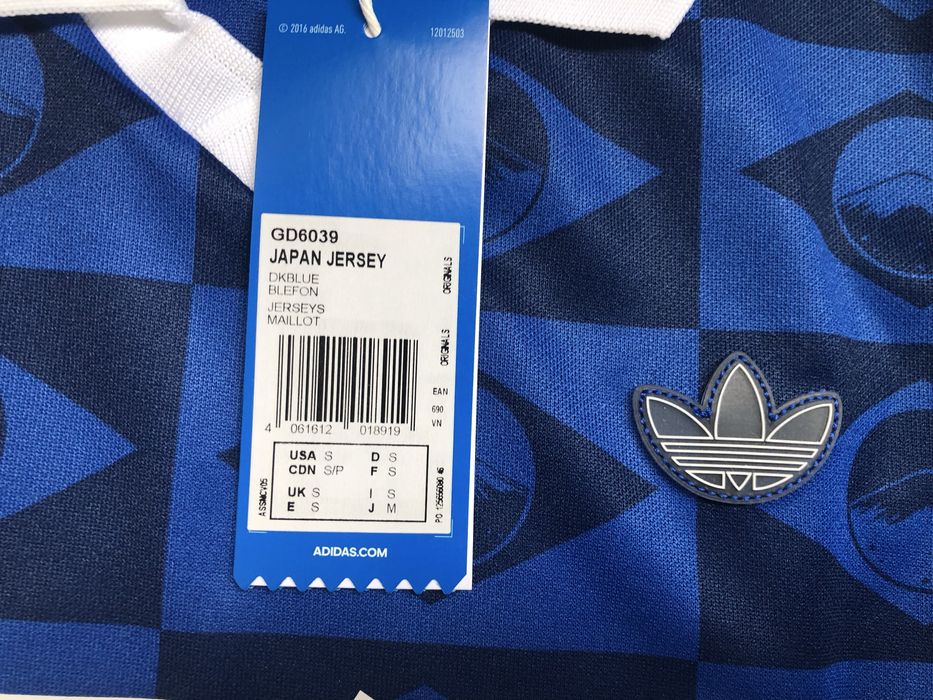 © 2016 adidas AG.
12012503
GD6039
JAPAN JERSEY
DKBLUE
BLEFON
JERSEYS
MAILLOT
ORIGINALS
ORIGINALS
EAN
690
VN
4 061612 018919
USA S D S
CDN S/P F S
UK S I S
E S J M
ASSMCV05
ADIDAS.COM